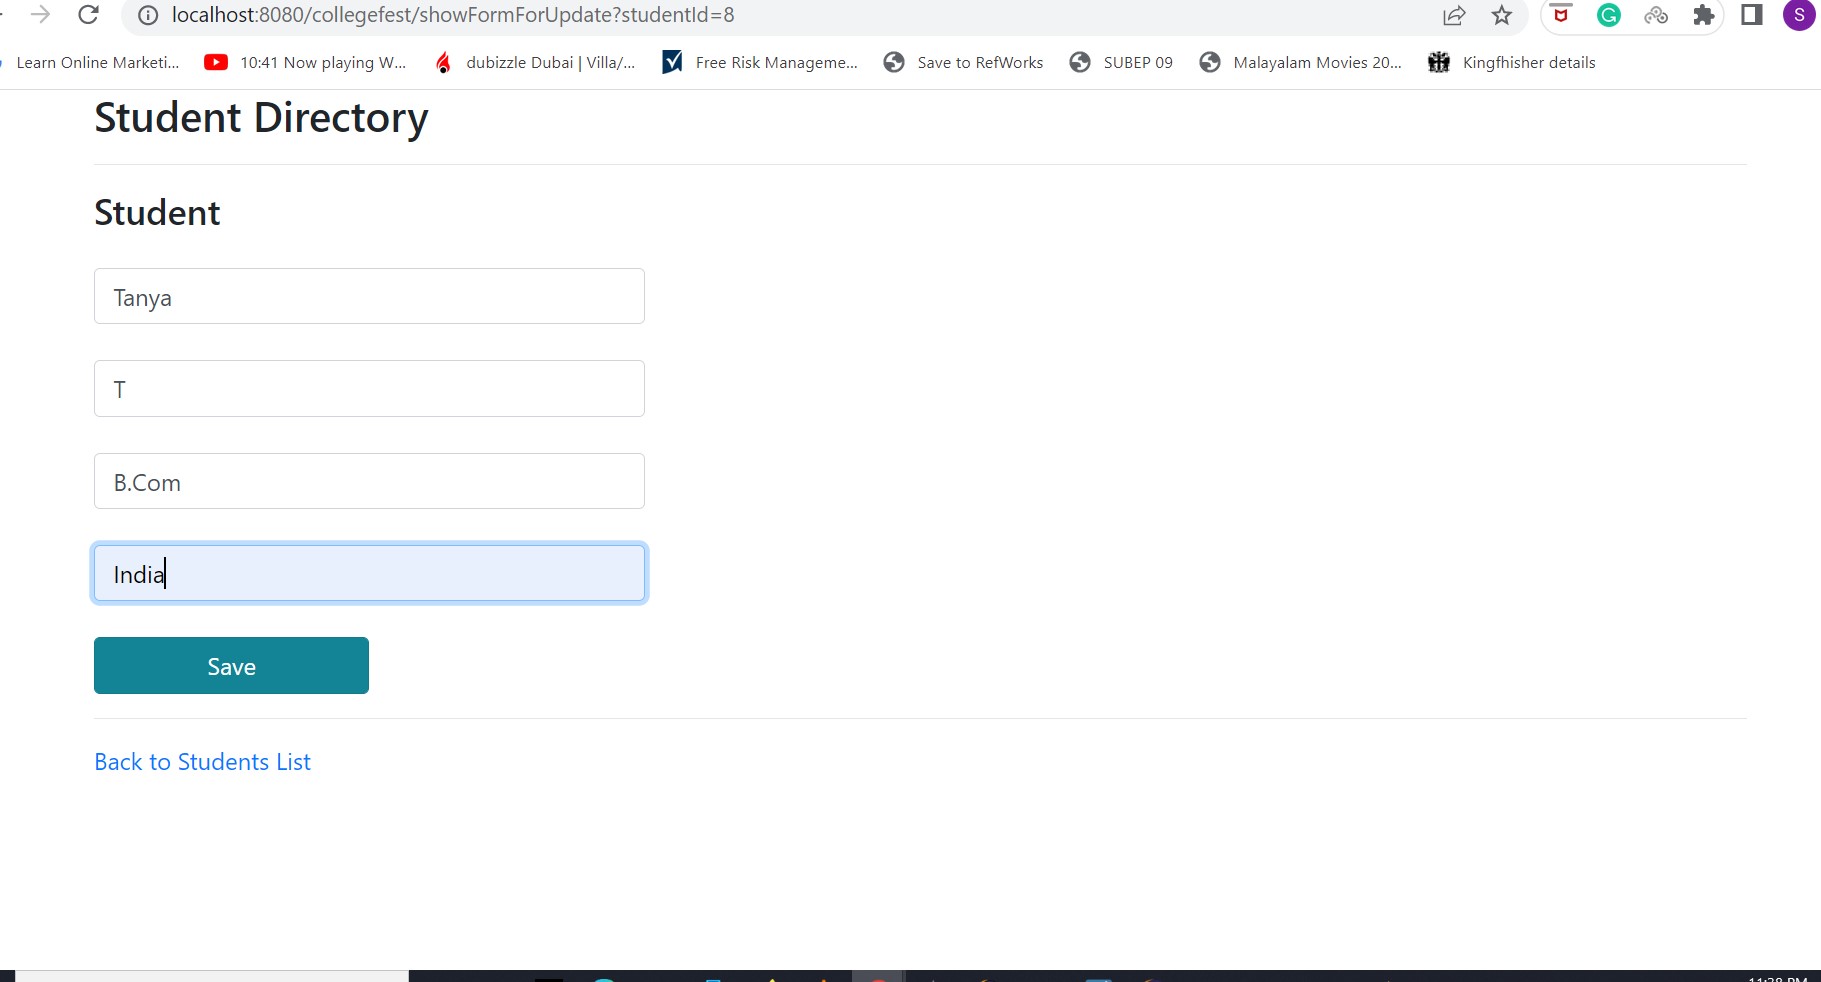 localhost:8080/collegefest/showFormForUpdate?studentId=8
S
Learn Online Marketi... 10:41 Now playing W... dubizzle Dubai | Villa/... Free Risk Manageme... Save to RefWorks SUBEP 09 Malayalam Movies 20... Kingfhisher details
Student Directory
Student
Tanya
T
B.Com
India
Save
Back to Students List